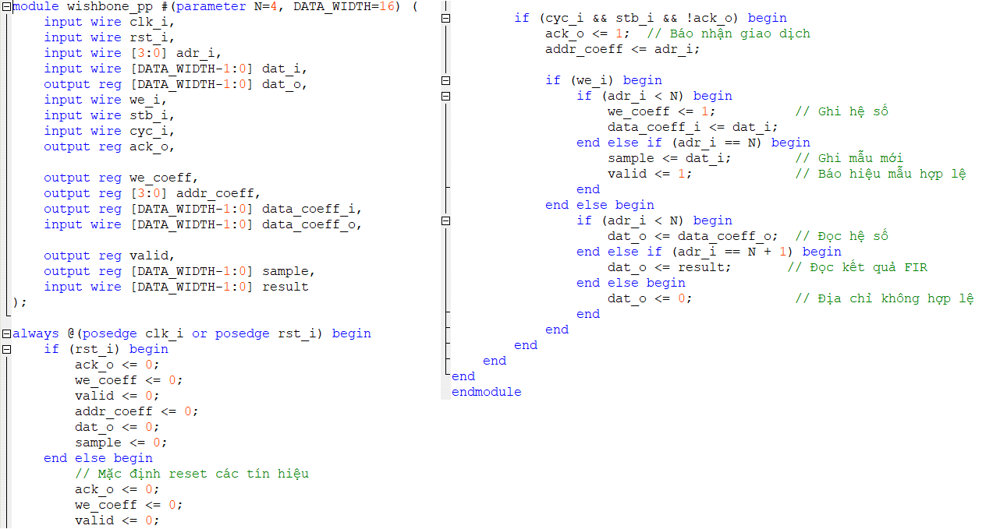 module wishbone_pp #(parameter N=4, DATA_WIDTH=16) (
    input wire clk_i,
    input wire rst_i,
    input wire [3:0] adr_i,
    input wire [DATA_WIDTH-1:0] dat_i,
    output reg [DATA_WIDTH-1:0] dat_o,
    input wire we_i,
    input wire stb_i,
    input wire cyc_i,
    output reg ack_o,

    output reg we_coeff,
    output reg [3:0] addr_coeff,
    output reg [DATA_WIDTH-1:0] data_coeff_i,
    input wire [DATA_WIDTH-1:0] data_coeff_o,

    output reg valid,
    output reg [DATA_WIDTH-1:0] sample,
    input wire [DATA_WIDTH-1:0] result
);

always @(posedge clk_i or posedge rst_i) begin
    if (rst_i) begin
        ack_o <= 0;
        we_coeff <= 0;
        valid <= 0;
        addr_coeff <= 0;
        dat_o <= 0;
        sample <= 0;
    end else begin
        // Mặc định reset các tín hiệu
        ack_o <= 0;
        we_coeff <= 0;
        valid <= 0;
        if (cyc_i && stb_i && !ack_o) begin
            ack_o <= 1;  // Báo nhận giao dịch
            addr_coeff <= adr_i;

            if (we_i) begin
                if (adr_i < N) begin
                    we_coeff <= 1;          // Ghi hệ số
                    data_coeff_i <= dat_i;
                end else if (adr_i == N) begin
                    sample <= dat_i;        // Ghi mẫu mới
                    valid <= 1;             // Báo hiệu mẫu hợp lệ
                end
            end else begin
                if (adr_i < N) begin
                    dat_o <= data_coeff_o;  // Đọc hệ số
                end else if (adr_i == N + 1) begin
                    dat_o <= result;       // Đọc kết quả FIR
                end else begin
                    dat_o <= 0;             // Địa chỉ không hợp lệ
                end
            end
        end
    end
end
endmodule